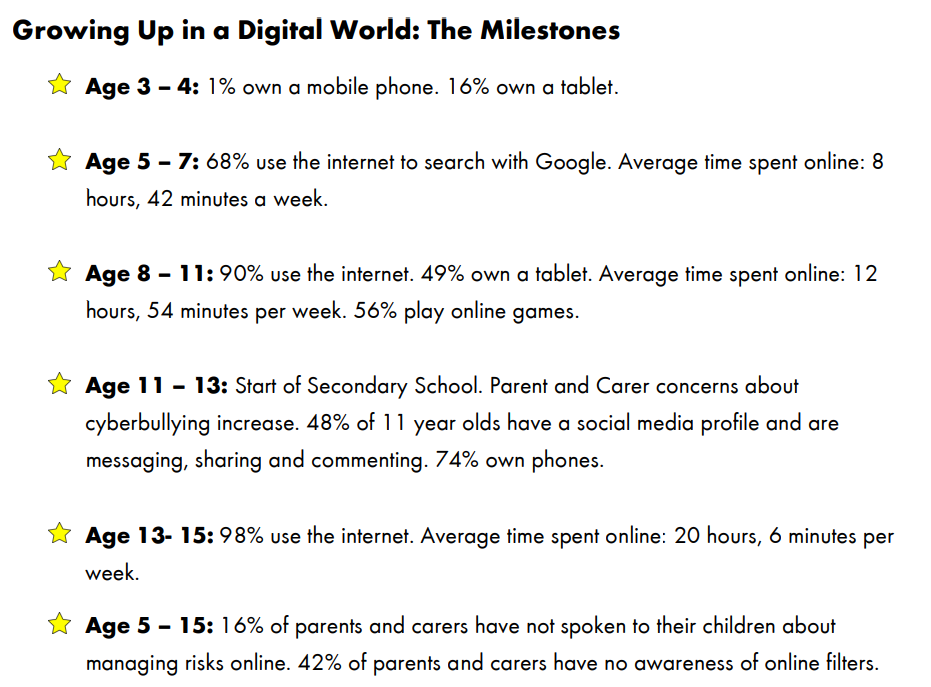 Growing Up in a Digital World: The Milestones
Age 3 – 4: 1% own a mobile phone. 16% own a tablet.
Age 5 – 7: 68% use the internet to search with Google. Average time spent online: 8
hours, 42 minutes a week.
Age 8 – 11: 90% use the internet. 49% own a tablet. Average time spent online: 12
hours, 54 minutes per week. 56% play online games.
Age 11 – 13: Start of Secondary School. Parent and Carer concerns about
cyberbullying increase. 48% of 11 year olds have a social media profile and are
messaging, sharing and commenting. 74% own phones.
Age 13- 15: 98% use the internet. Average time spent online: 20 hours, 6 minutes per
week.
Age 5 – 15: 16% of parents and carers have not spoken to their children about
managing risks online. 42% of parents and carers have no awareness of online filters.